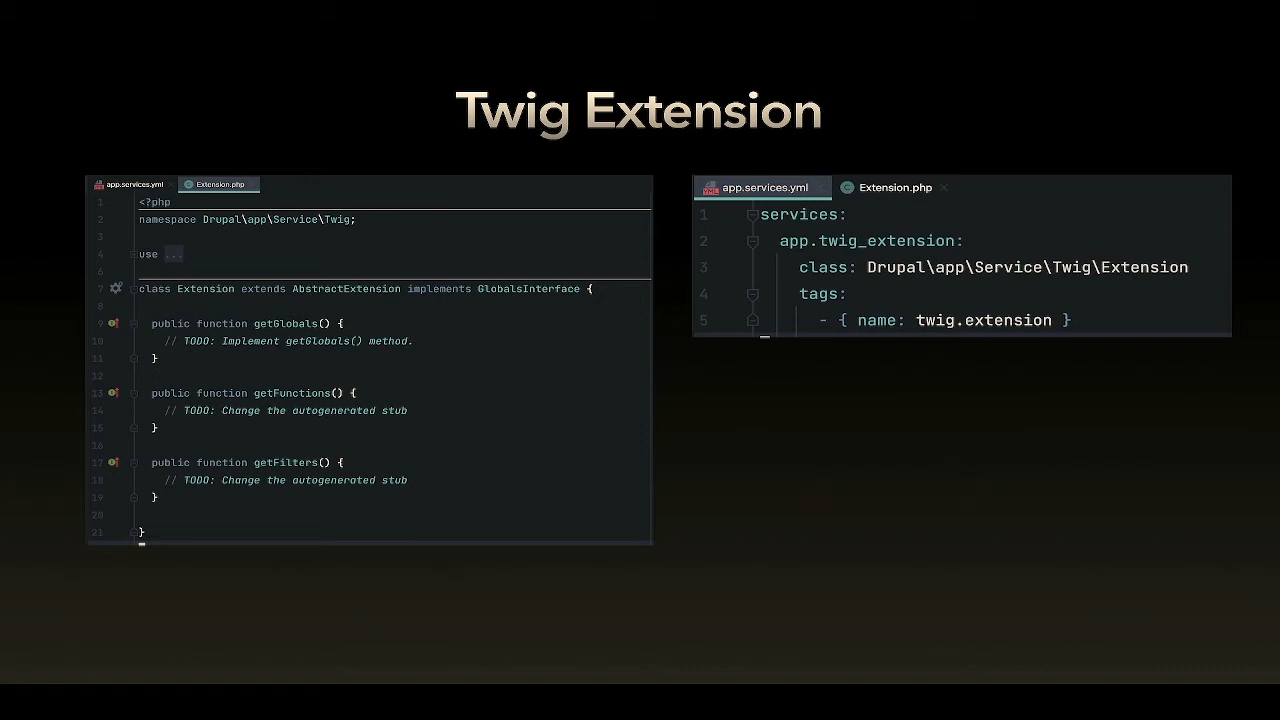 Twig Extension
app.services.yml
Extension.php
1 <?php
2 namespace Drupal\app\Service\Twig;
3
4 use ...
6
7 class Extension extends AbstractExtension implements GlobalsInterface {
8
9 public function getGlobals() {
10 // TODO: Implement getGlobals() method.
11 }
12
13 public function getFunctions() {
14 // TODO: Change the autogenerated stub
15 }
16
17 public function getFilters() {
18 // TODO: Change the autogenerated stub
19 }
20
21 }
YML app.services.yml
C Extension.php
1 services:
2 app.twig_extension:
3 class: Drupal\app\Service\Twig\Extension
4 tags:
5 - { name: twig.extension }